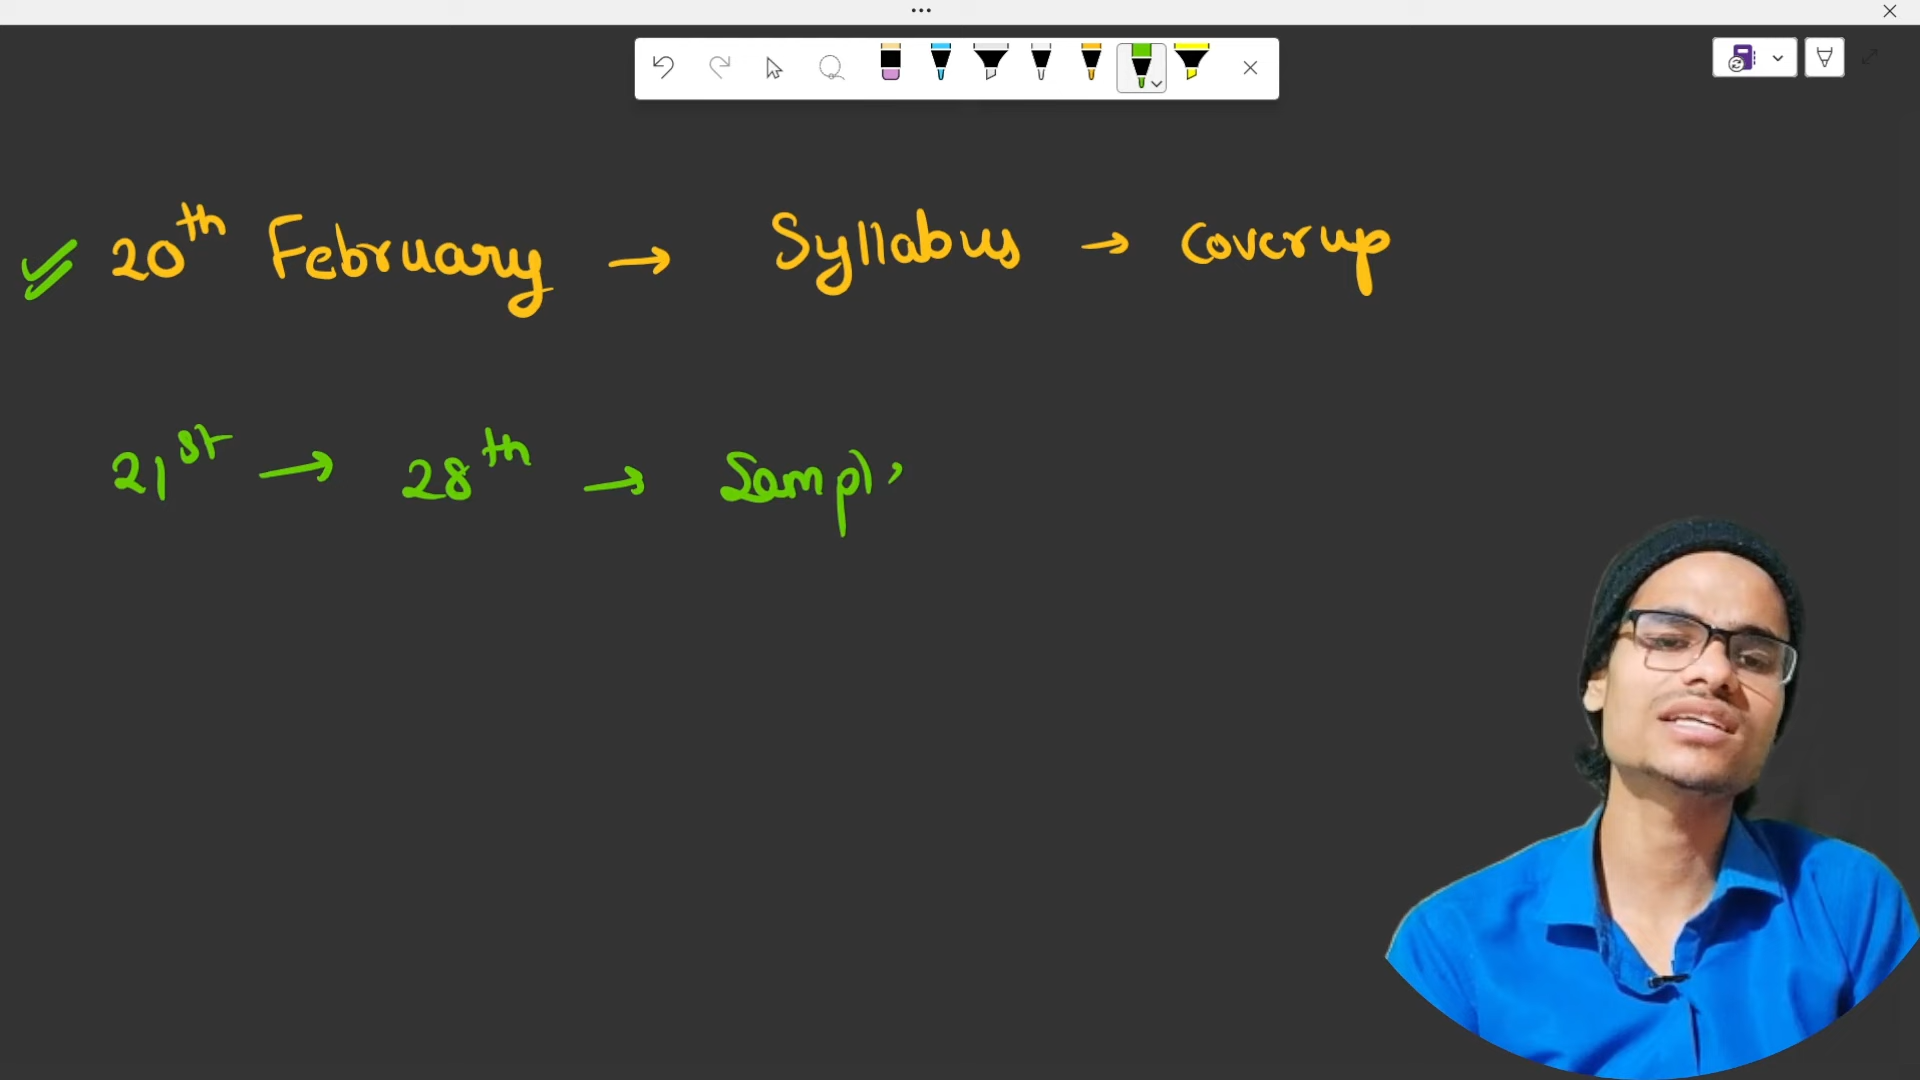 20th February → Syllabus → Coverup
21st → 28th → Sampl